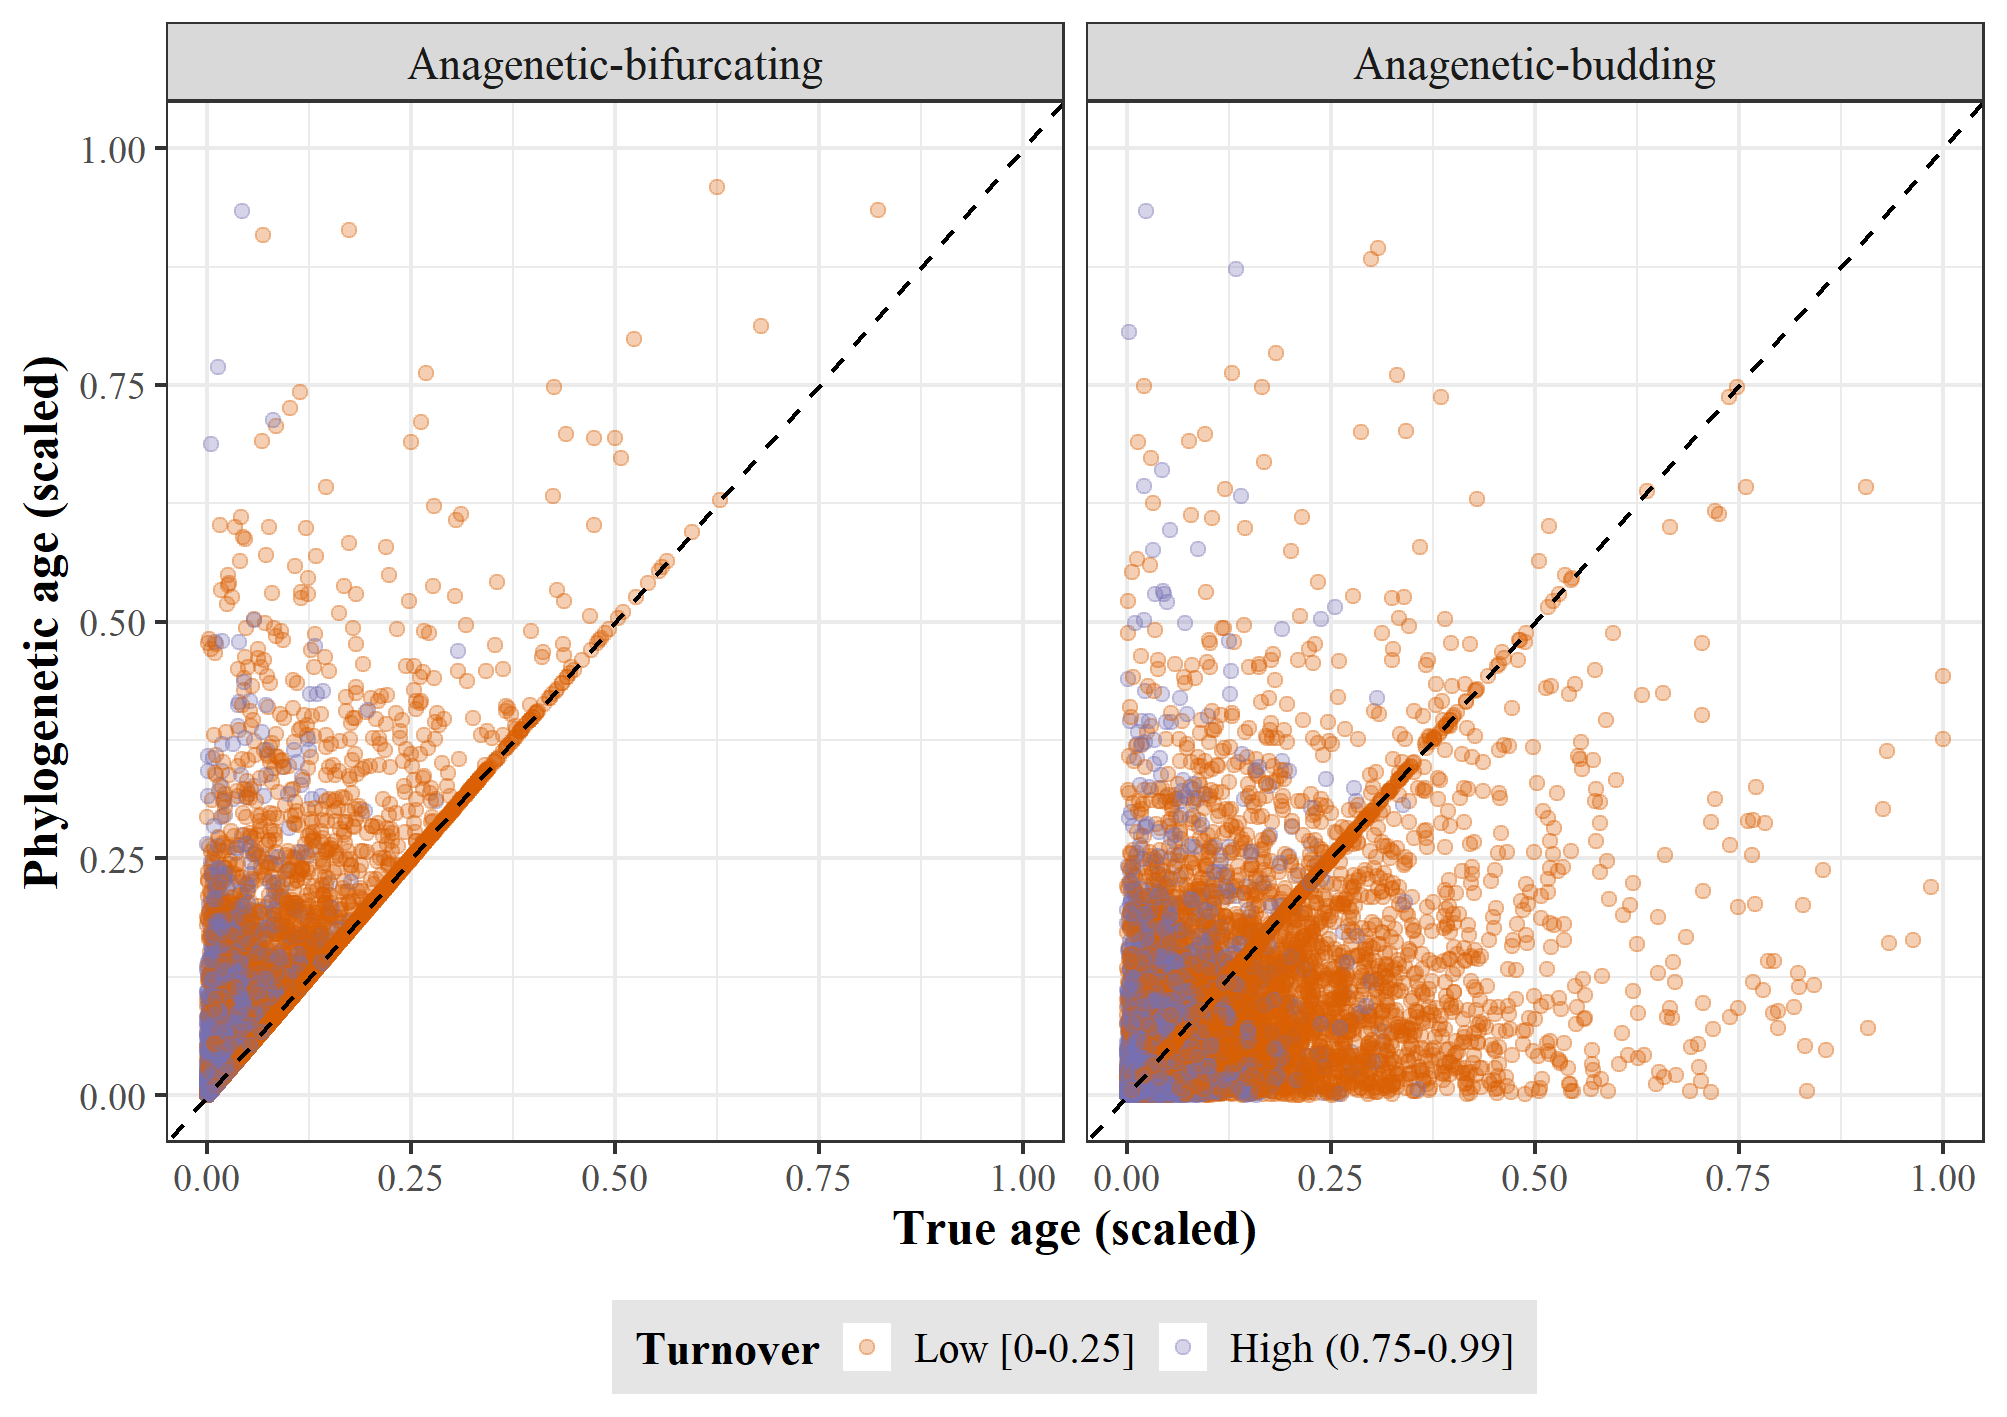 Anagenetic-bifurcating
Anagenetic-budding
Phylogenetic age (scaled)
1.00
0.75
0.50
0.25
0.00
0.00 0.25 0.50 0.75 1.00
0.00 0.25 0.50 0.75 1.00
True age (scaled)
Turnover Low [0-0.25] High (0.75-0.99]